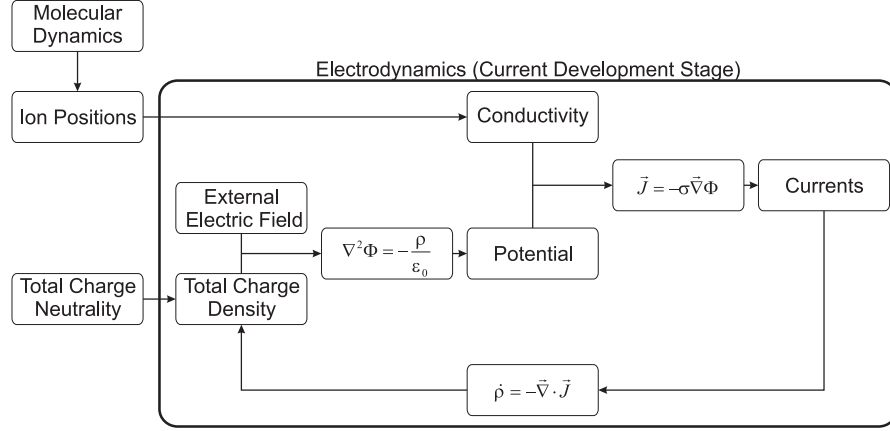 Molecular
Dynamics
Electrodynamics (Current Development Stage)
Ion Positions
Conductivity
External
Electric Field
J⃗ = −σ∇⃗Φ
Currents
∇²Φ = −ρ/ε₀
Potential
Total Charge
Neutrality
Total Charge
Density
ρ̇ = −∇⃗ · J⃗